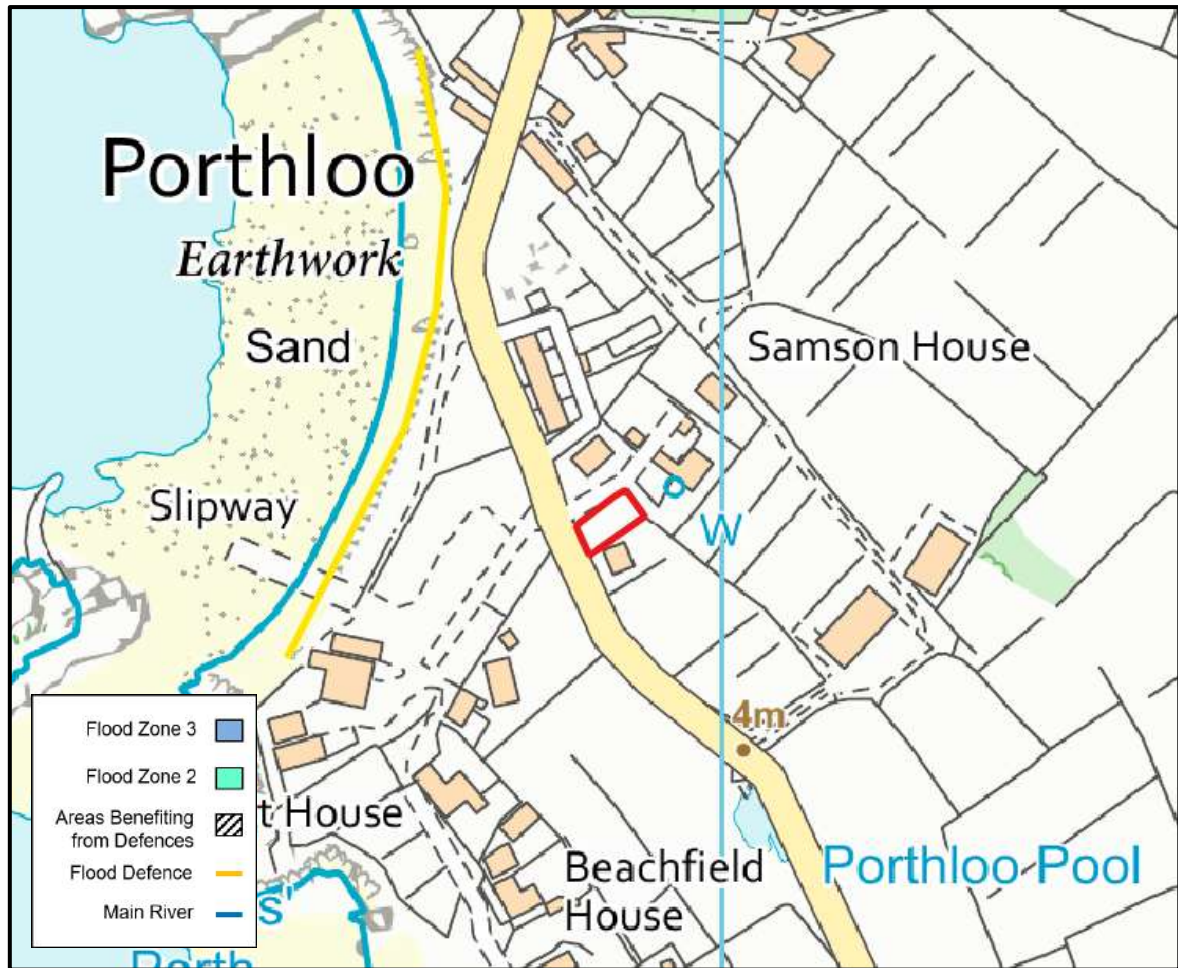 Porthloo
Earthwork
Sand
Samson House
Slipway
W
4m
Flood Zone 3
Flood Zone 2
Areas Benefiting
from Defences
Flood Defence
Main River
t House
Beachfield
House
Porthloo Pool
s'
Porth